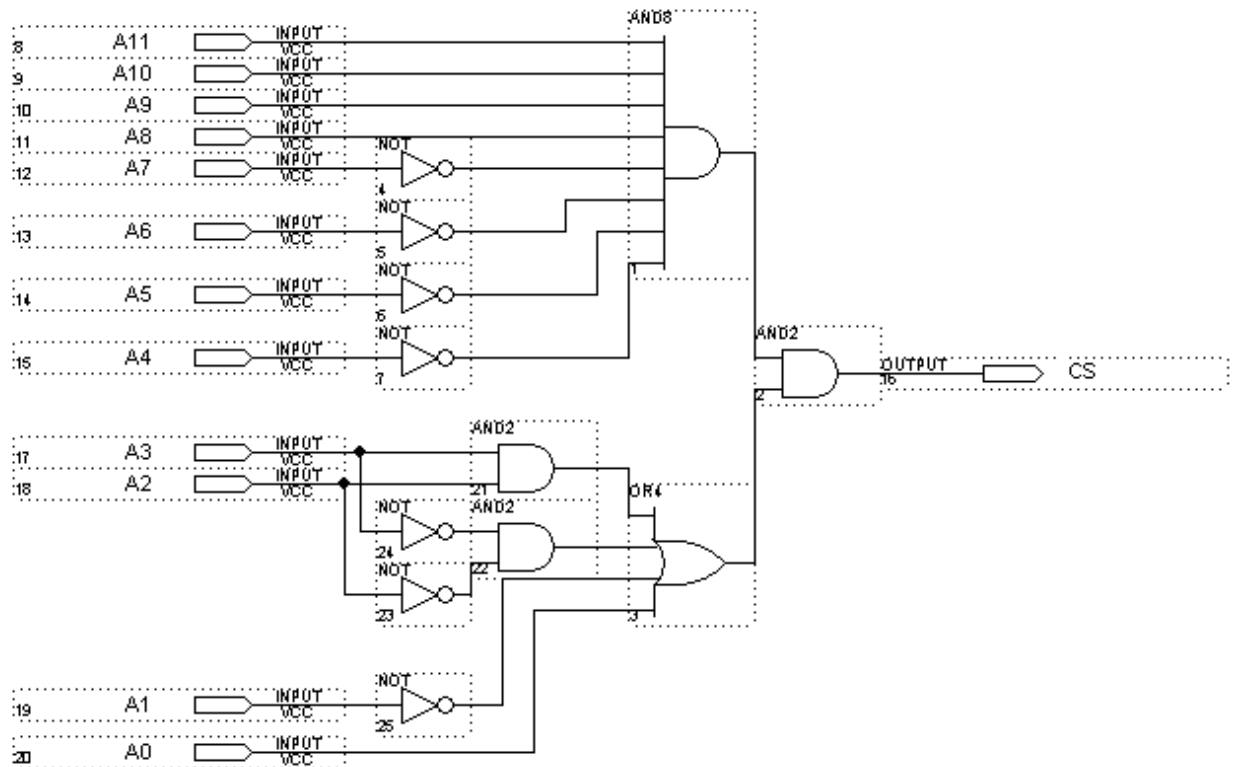 AND8
8 A11 INPUT VCC
9 A10 INPUT VCC
10 A9 INPUT VCC
11 A8 INPUT VCC
12 A7 INPUT VCC NOT 4
13 A6 INPUT VCC NOT 5
14 A5 INPUT VCC NOT 6
1
15 A4 INPUT VCC NOT 7
AND2
2
OUTPUT 16 CS
17 A3 INPUT VCC
18 A2 INPUT VCC
AND2
21
NOT
24
AND2
22
OR4
3
NOT
23
19 A1 INPUT VCC NOT 25
20 A0 INPUT VCC